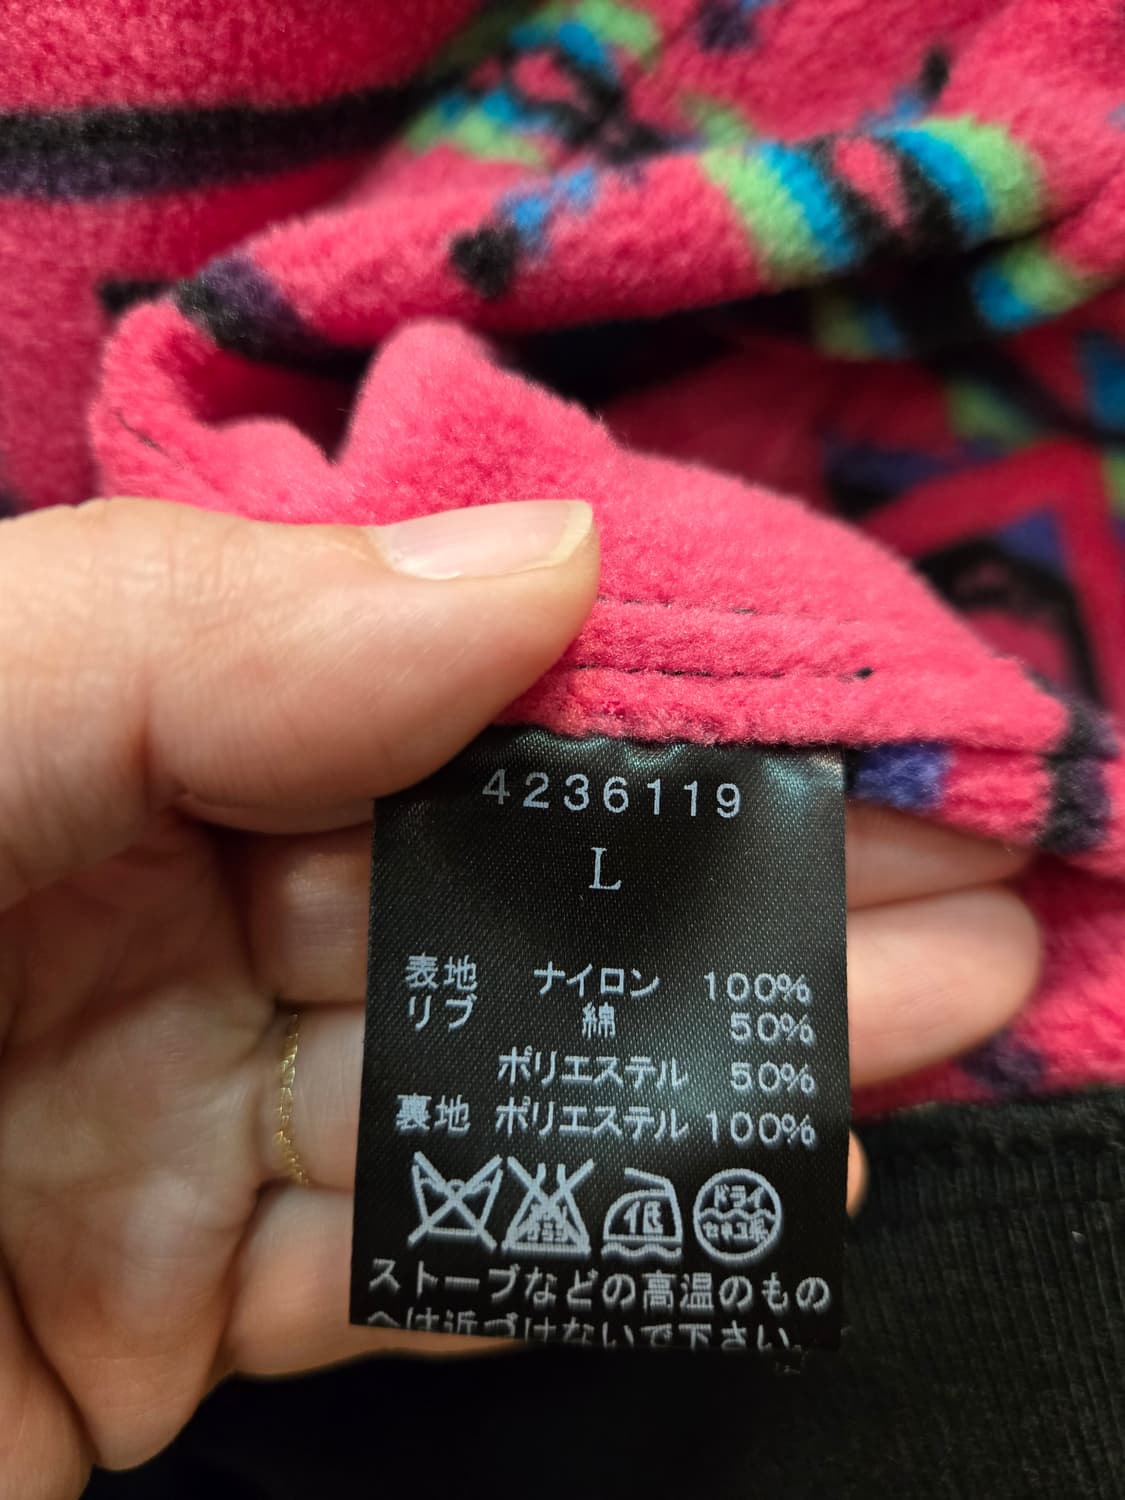 4236119
L
表地 ナイロン 100%
リブ 綿 50%
ポリエステル 50%
裏地 ポリエステル 100%
低
ドライ
セキユ系
ストーブなどの高温のもの
へは近づけないで下さい。